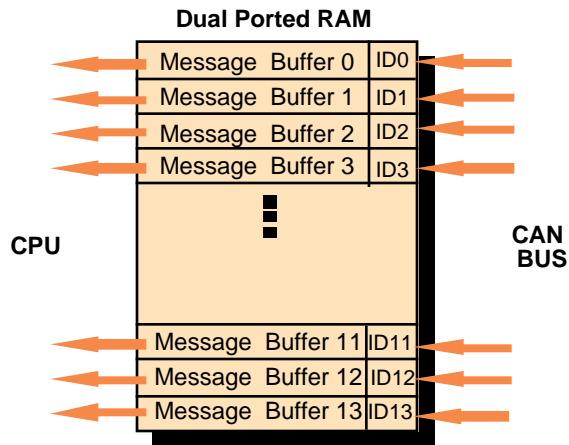 Dual Ported RAM
Message Buffer 0 ID0
Message Buffer 1 ID1
Message Buffer 2 ID2
Message Buffer 3 ID3
CPU
CAN
BUS
Message Buffer 11 ID11
Message Buffer 12 ID12
Message Buffer 13 ID13